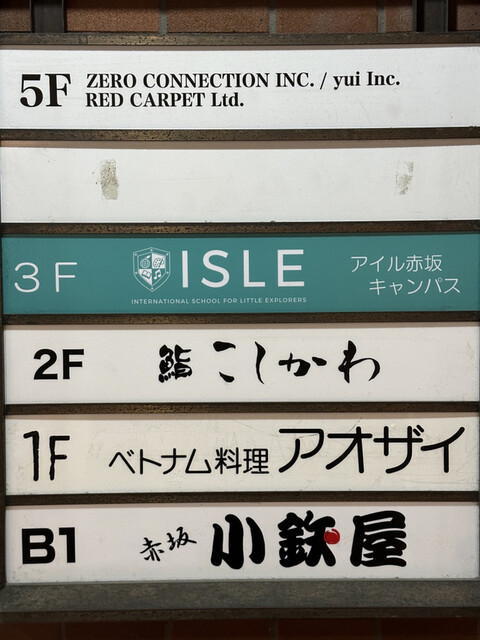 5F ZERO CONNECTION INC. / yui Inc.
RED CARPET Ltd.
3F ISLE アイル赤坂
INTERNATIONAL SCHOOL FOR LITTLE EXPLORERS キャンパス
2F 鮨 こしかわ
1F ベトナム料理 アオザイ
B1 赤坂 小鉄屋